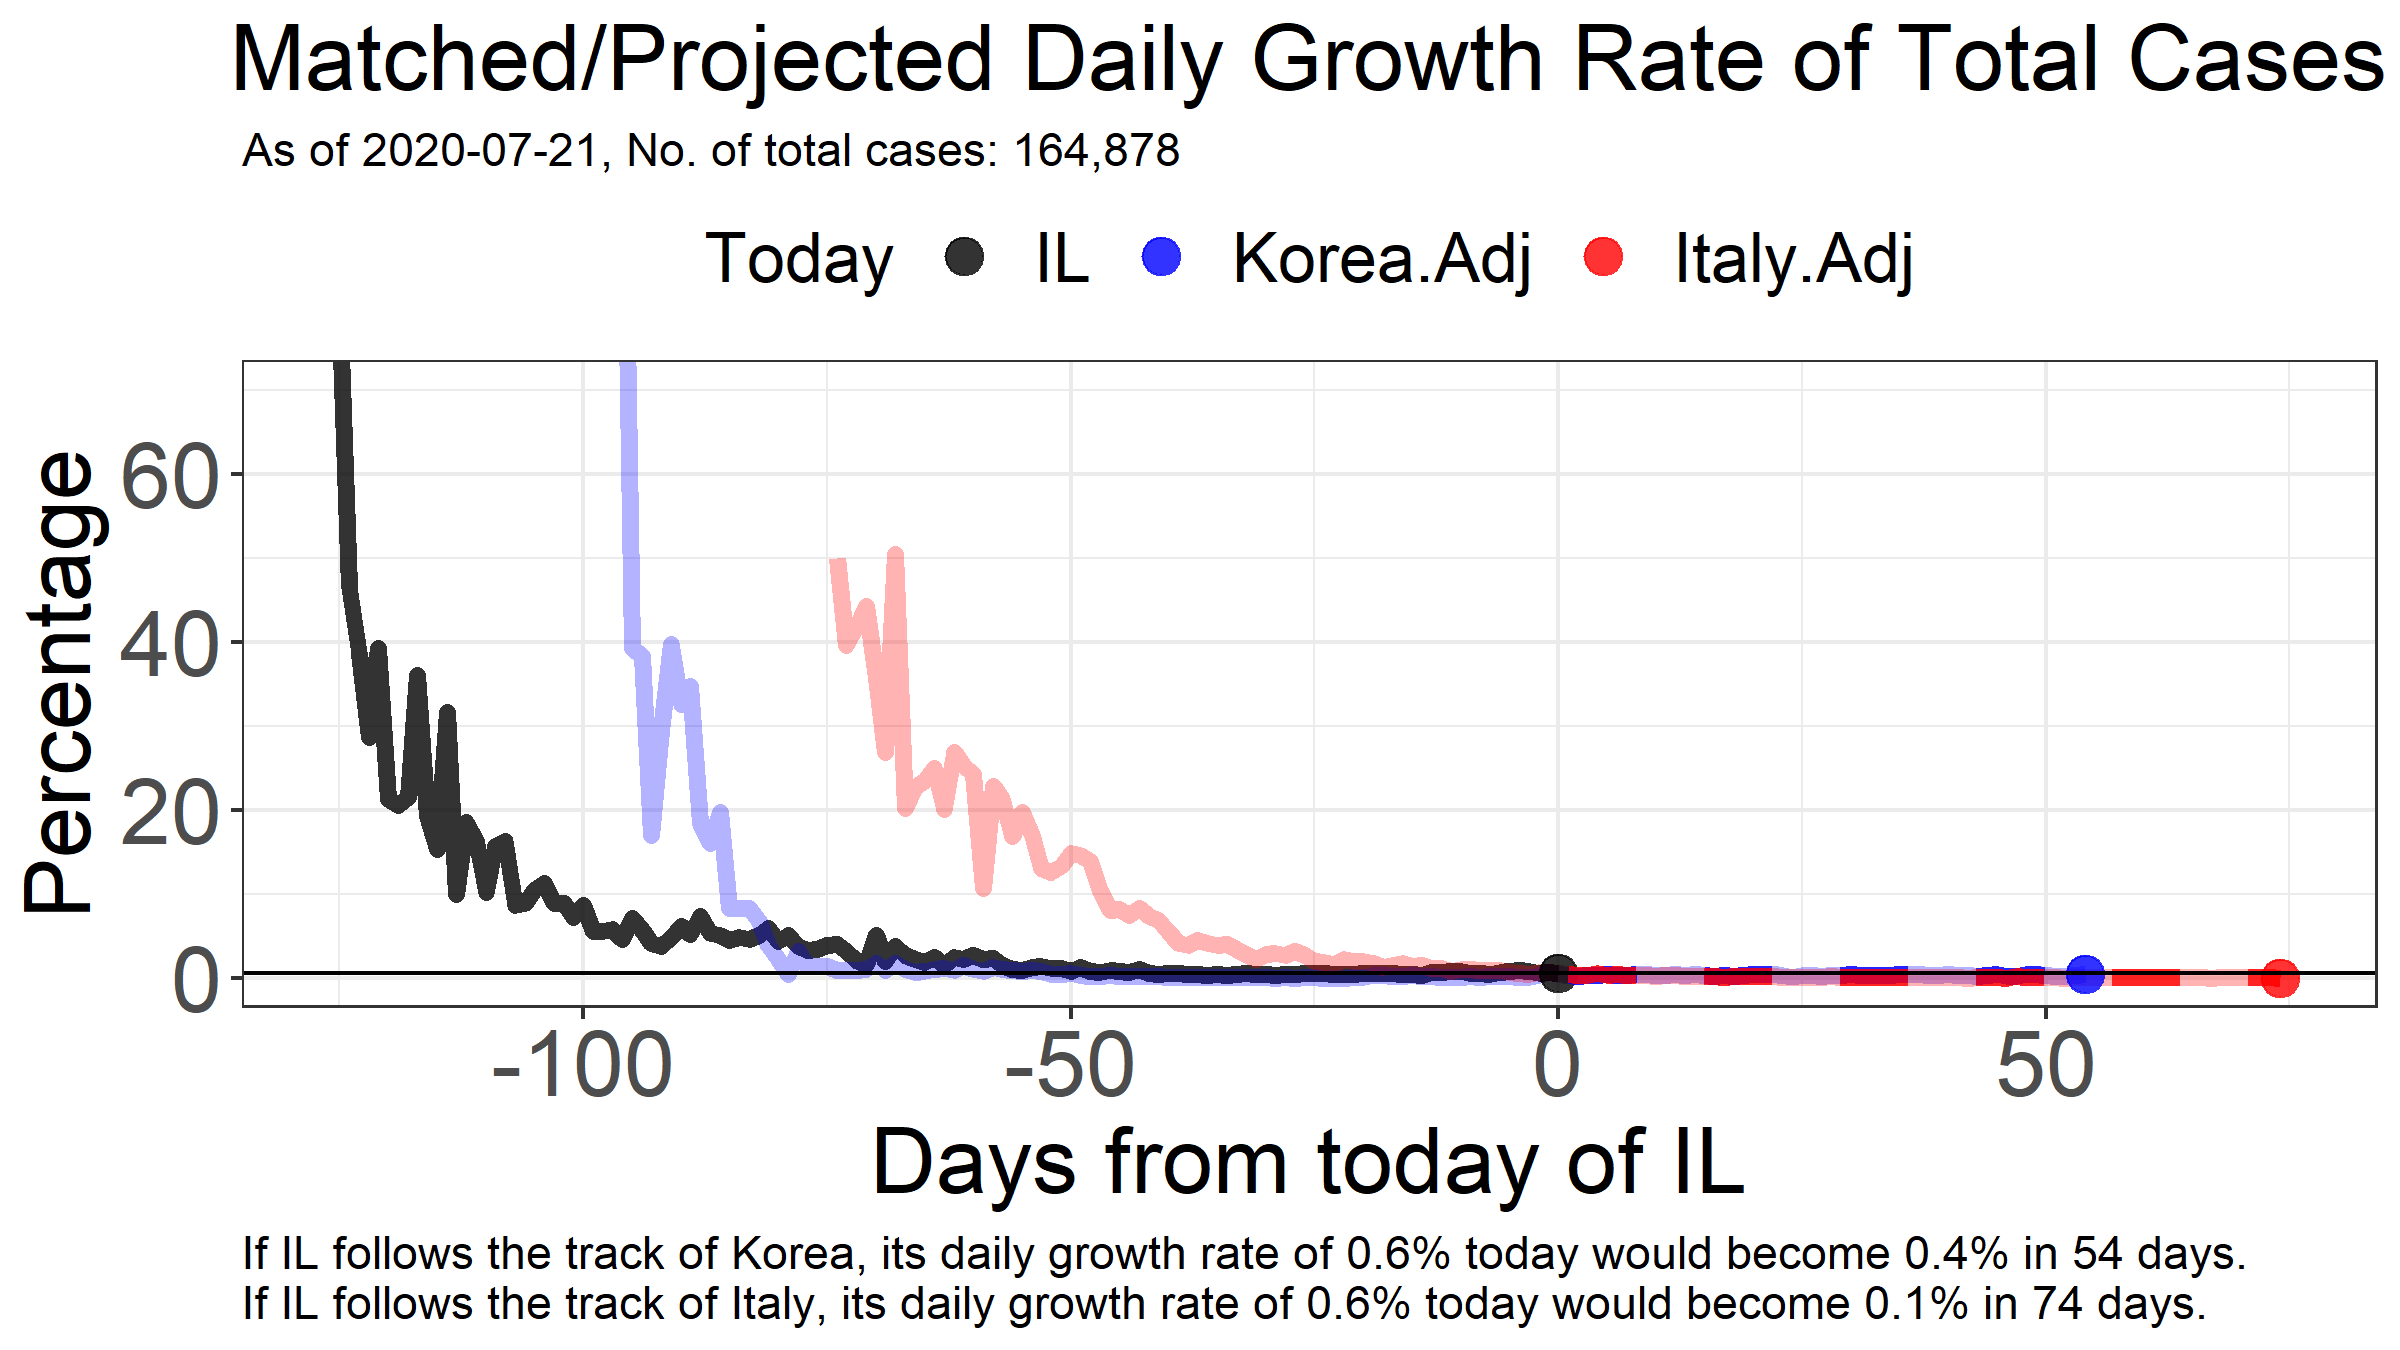 Matched/Projected Daily Growth Rate of Total Cases
As of 2020-07-21, No. of total cases: 164,878
Today IL Korea.Adj Italy.Adj
Percentage
60
40
20
0
-100 -50 0 50
Days from today of IL
If IL follows the track of Korea, its daily growth rate of 0.6% today would become 0.4% in 54 days.
If IL follows the track of Italy, its daily growth rate of 0.6% today would become 0.1% in 74 days.